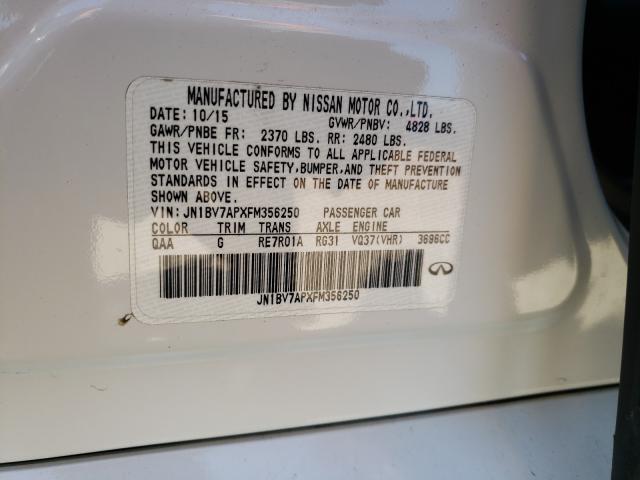 MANUFACTURED BY NISSAN MOTOR CO.,LTD.
DATE: 10/15 GVWR/PNBV: 4828 LBS.
GAWR/PNBE FR: 2370 LBS. RR: 2480 LBS.
THIS VEHICLE CONFORMS TO ALL APPLICABLE FEDERAL
MOTOR VEHICLE SAFETY, BUMPER, AND THEFT PREVENTION
STANDARDS IN EFFECT ON THE DATE OF MANUFACTURE
SHOWN ABOVE.
VIN: JN1BV7APXFM356250 PASSENGER CAR
COLOR TRIM TRANS AXLE ENGINE
QAA G RE7R01A RG31 VQ37(VHR) 3696CC
JN1BV7APXFM356250